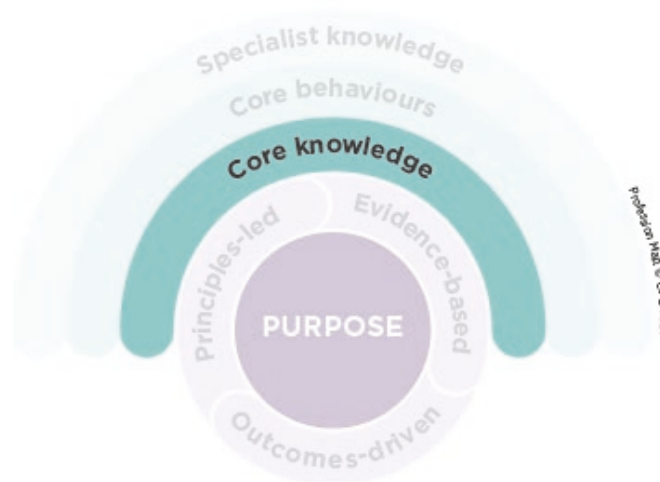 Specialist knowledge
Core behaviours
Core knowledge
Principles-led
Evidence-based
PURPOSE
Outcomes-driven
Profession Map ©